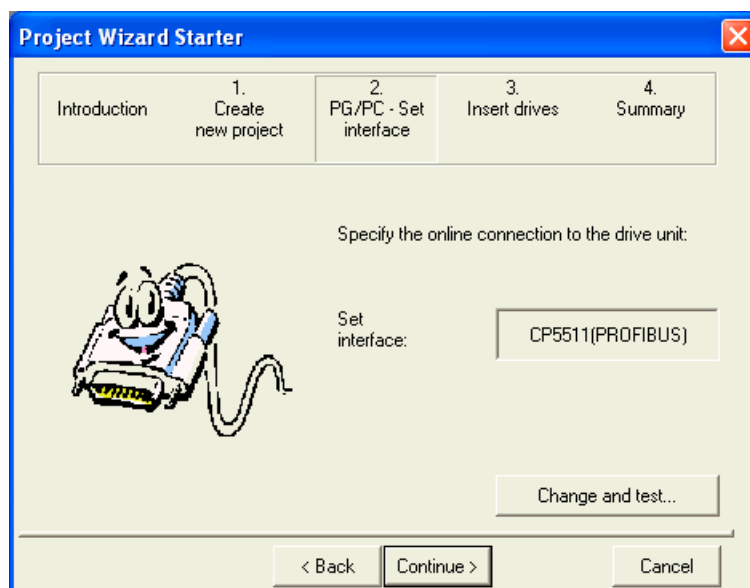 Project Wizard Starter
Introduction
1.
Create
new project
2.
PG/PC - Set
interface
3.
Insert drives
4.
Summary
Specify the online connection to the drive unit:
Set
interface:
CP5511(PROFIBUS)
Change and test...
< Back
Continue >
Cancel